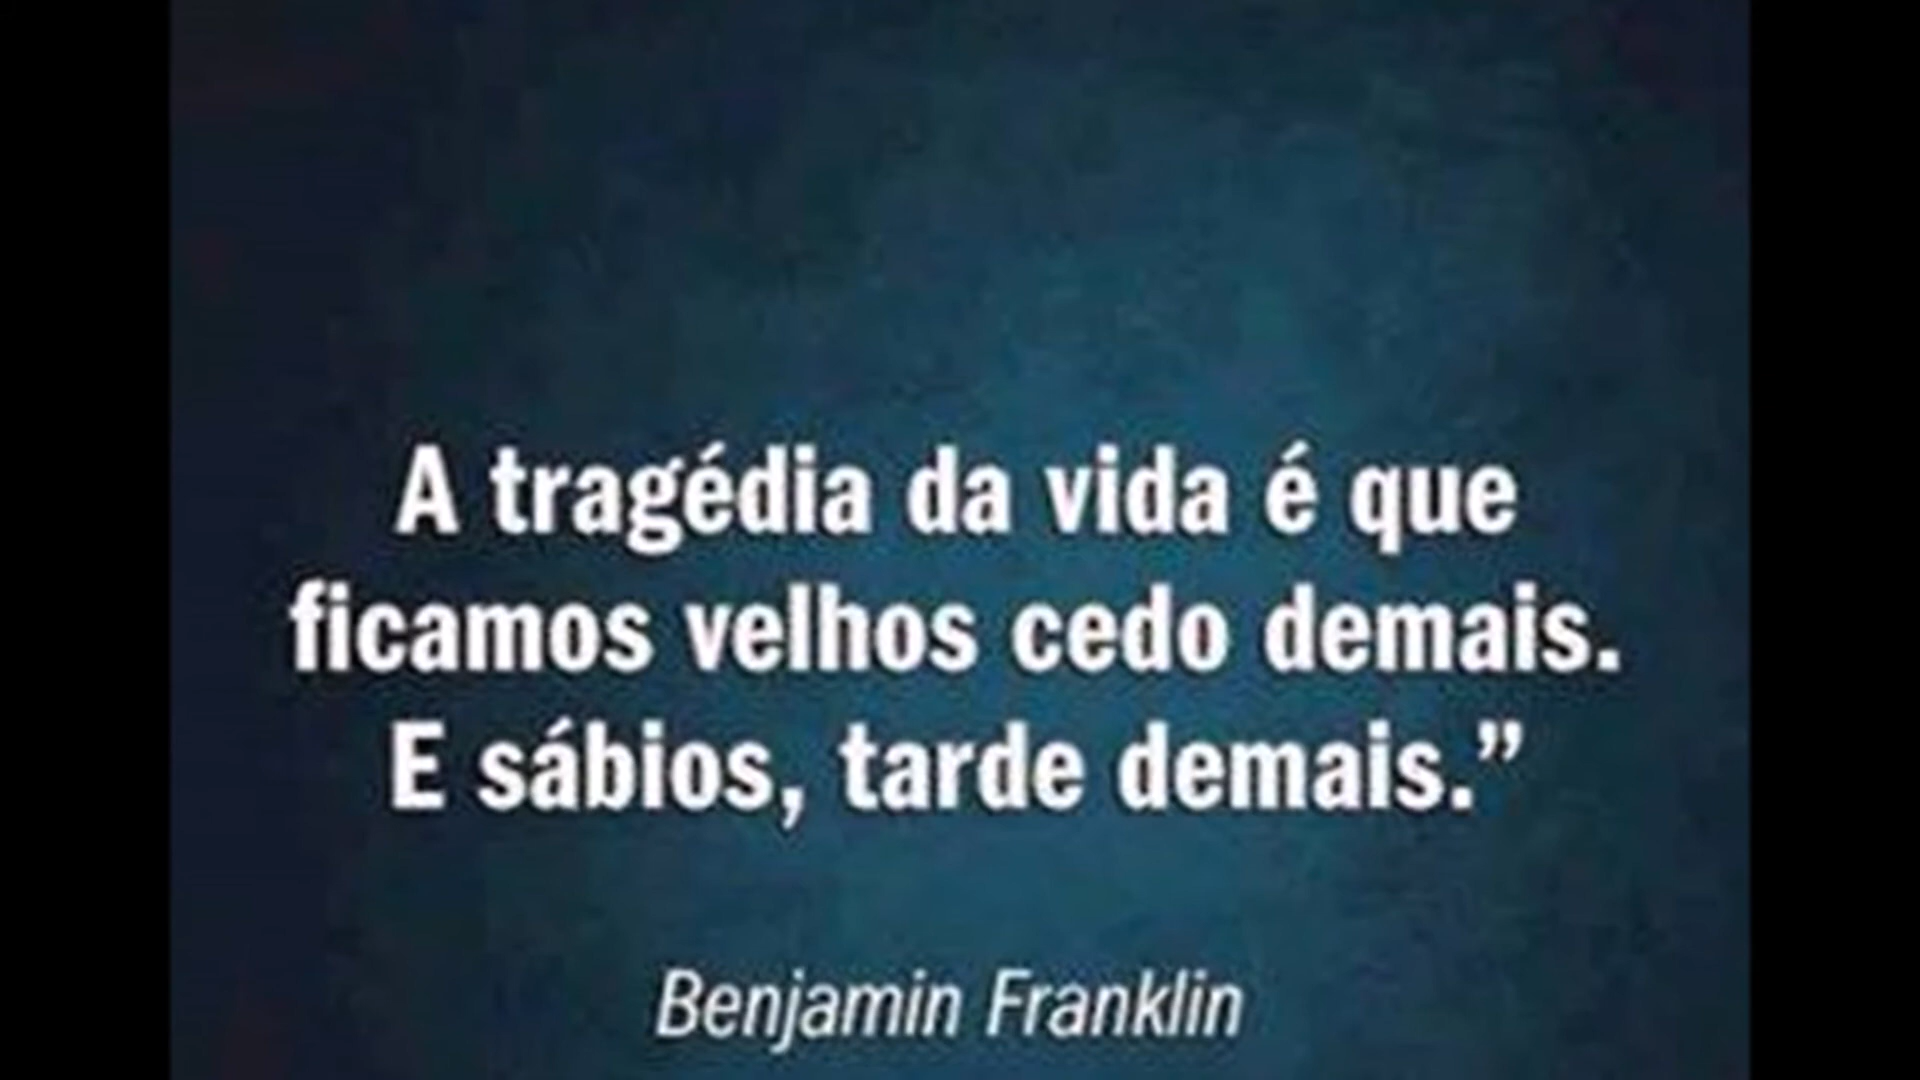 A tragédia da vida é que
ficamos velhos cedo demais.
E sábios, tarde demais.”
Benjamin Franklin